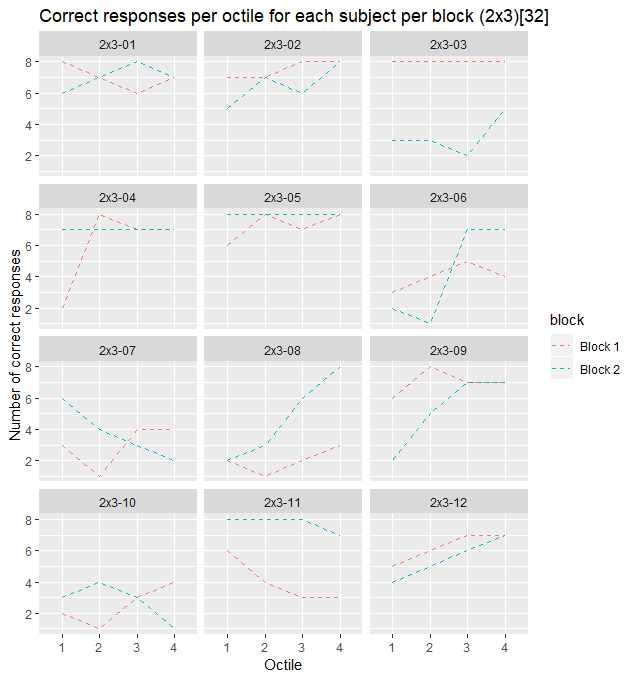 Correct responses per octile for each subject per block (2x3)[32]
2x3-01 2x3-02 2x3-03
8
6
4
2
2x3-04 2x3-05 2x3-06
8
6
4
2
2x3-07 2x3-08 2x3-09
8
6
4
2
2x3-10 2x3-11 2x3-12
8
6
4
2
1 2 3 4 1 2 3 4 1 2 3 4
Octile
Number of correct responses
block
Block 1
Block 2